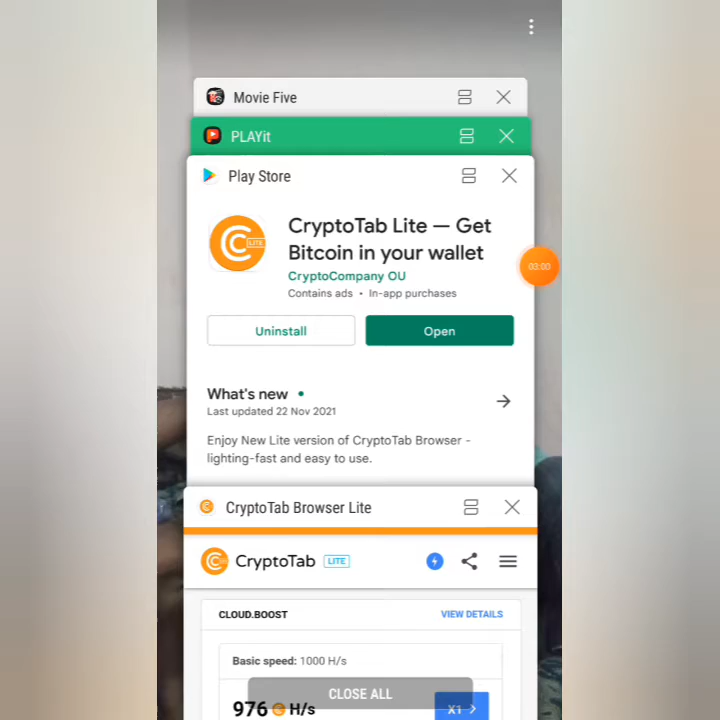 Movie Five
PLAYit
Play Store
CryptoTab Lite — Get
Bitcoin in your wallet
LITE
CryptoCompany OU
03:00
Contains ads • In-app purchases
Uninstall
Open
What's new •
Last updated 22 Nov 2021
Enjoy New Lite version of CryptoTab Browser -
lighting-fast and easy to use.
CryptoTab Browser Lite
CryptoTab LITE
CLOUD.BOOST
VIEW DETAILS
Basic speed: 1000 H/s
CLOSE ALL
976 H/s
X1